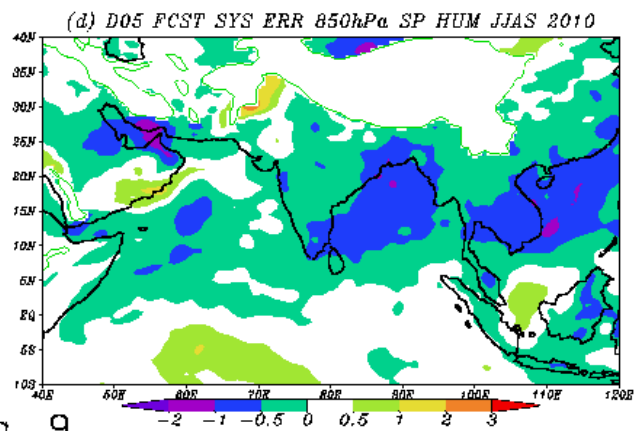 (d) D05 FCST SYS ERR 850hPa SP HUM JJAS 2010
40N
35N
30N
25N
20N
15N
10N
5N
0Q
5S
10S
40E 50E 60E 70E 80E 90E 100E 110E 120E
-2 -1 -0.5 0 0.5 1 2 3